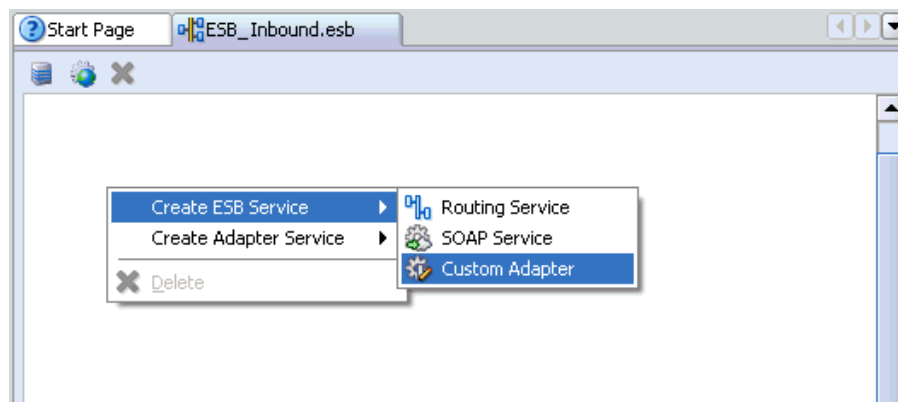 Start Page
ESB_Inbound.esb
Create ESB Service
Create Adapter Service
Delete
Routing Service
SOAP Service
Custom Adapter